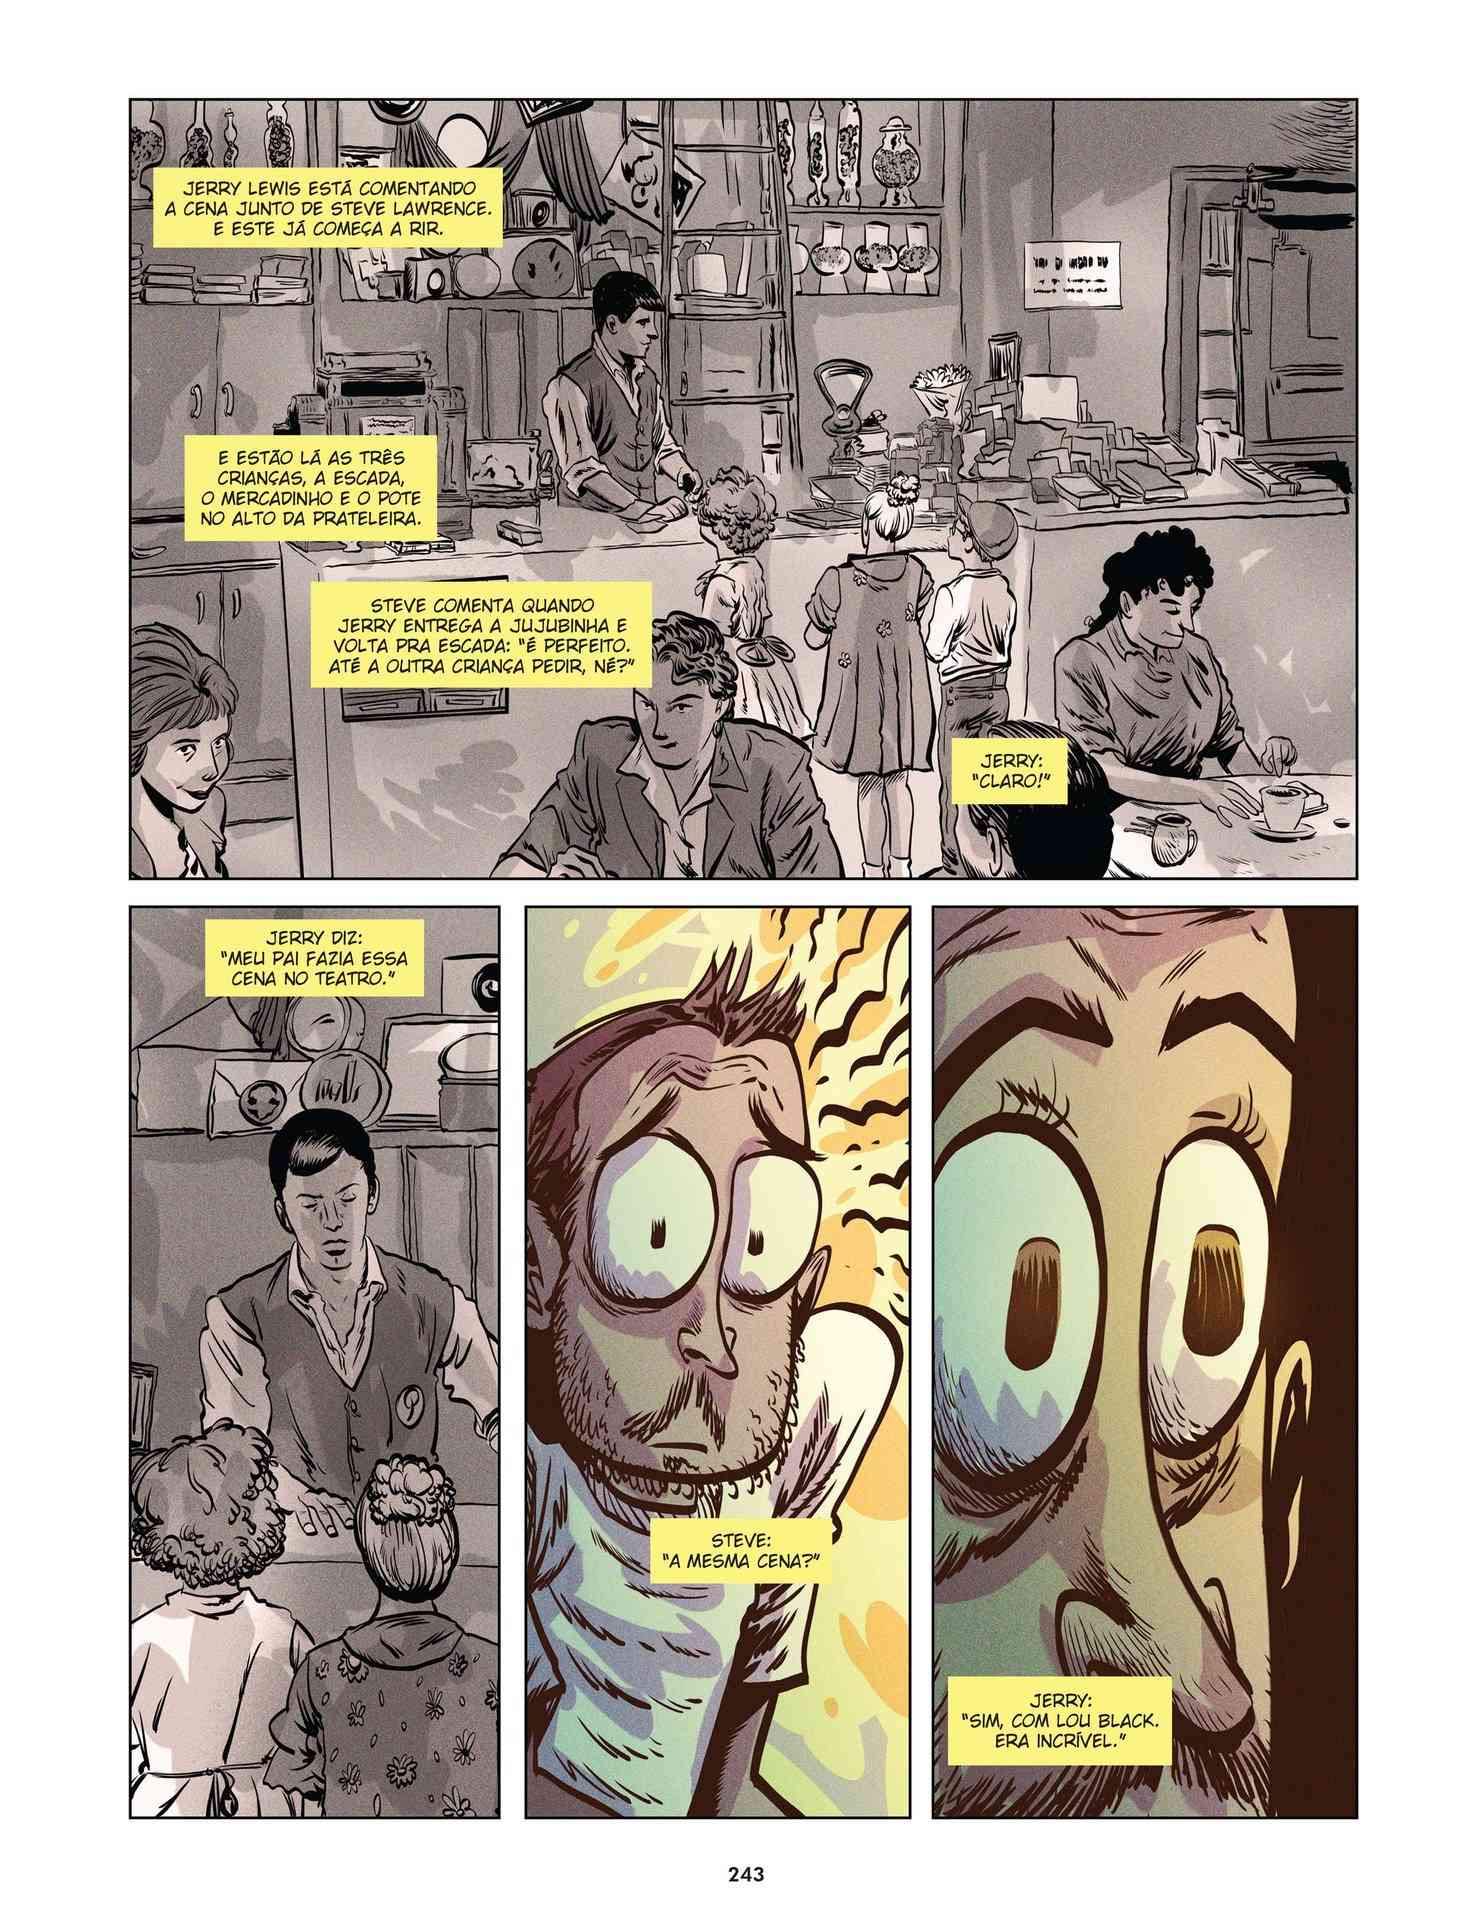 JERRY LEWIS ESTÁ COMENTANDO
A CENA JUNTO DE STEVE LAWRENCE.
E ESTE JÁ COMEÇA A RIR.
E ESTÃO LÁ AS TRÊS
CRIANÇAS, A ESCADA,
O MERCADINHO E O POTE
NO ALTO DA PRATELEIRA.
STEVE COMENTA QUANDO
JERRY ENTREGA A JUJUBINHA E
VOLTA PRA ESCADA: "É PERFEITO.
ATÉ A OUTRA CRIANÇA PEDIR, NÉ?"
JERRY:
"CLARO!"
JERRY DIZ:
"MEU PAI FAZIA ESSA
CENA NO TEATRO."
STEVE:
"A MESMA CENA?"
JERRY:
"SIM, COM LOU BLACK.
ERA INCRÍVEL."
243